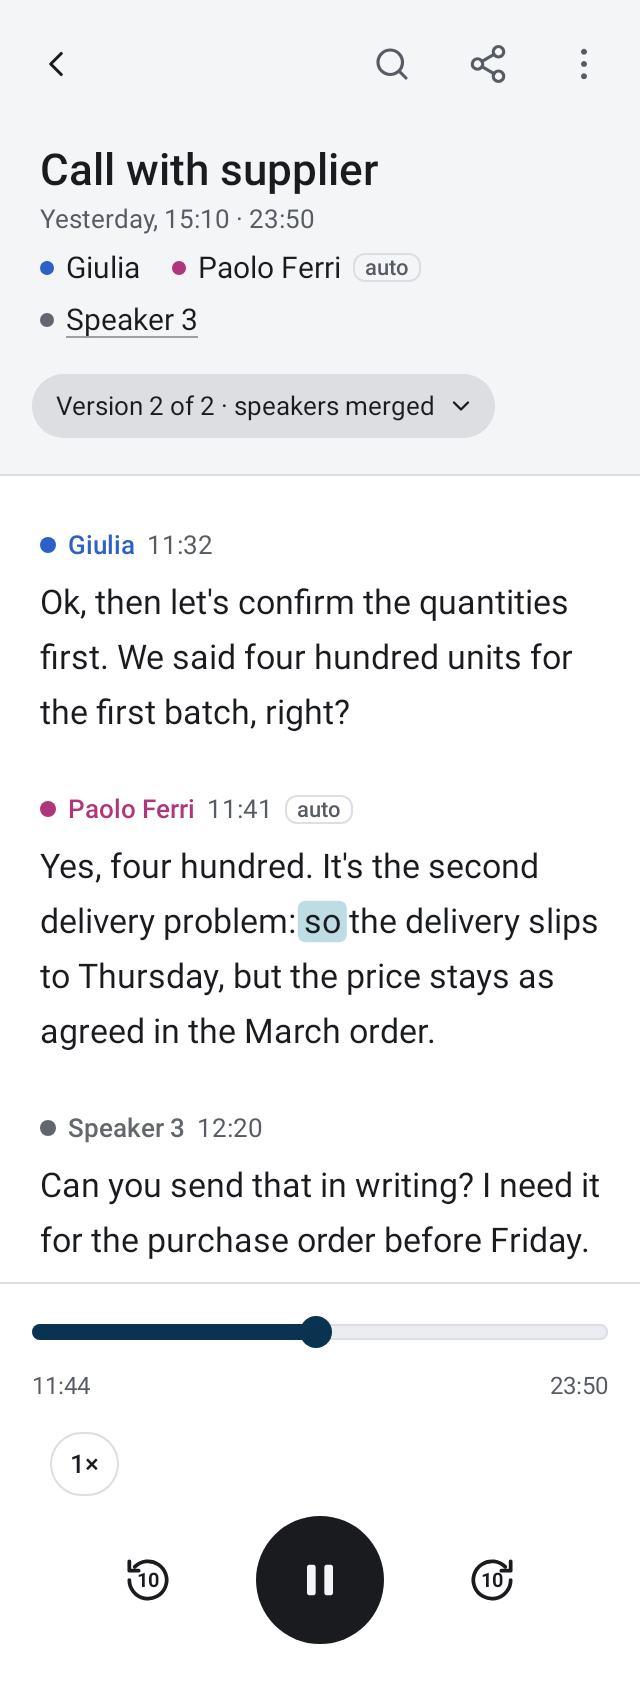 Call with supplier
Yesterday, 15:10 · 23:50
Giulia Paolo Ferri auto
Speaker 3
Version 2 of 2 · speakers merged
Giulia 11:32
Ok, then let's confirm the quantities
first. We said four hundred units for
the first batch, right?
Paolo Ferri 11:41 auto
Yes, four hundred. It's the second
delivery problem: so the delivery slips
to Thursday, but the price stays as
agreed in the March order.
Speaker 3 12:20
Can you send that in writing? I need it
for the purchase order before Friday.
11:44 23:50
1×
10 10